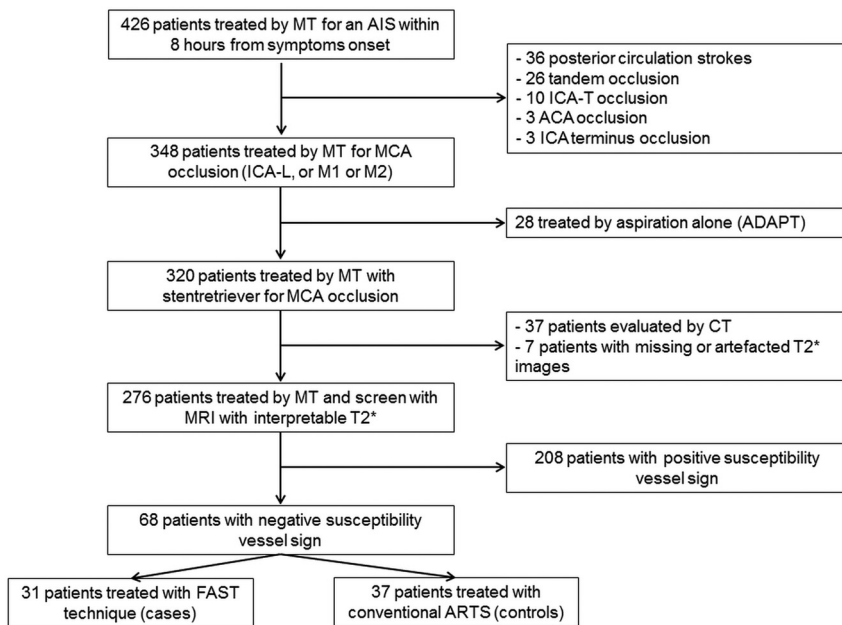 426 patients treated by MT for an AIS within
8 hours from symptoms onset
- 36 posterior circulation strokes
- 26 tandem occlusion
- 10 ICA-T occlusion
- 3 ACA occlusion
- 3 ICA terminus occlusion
348 patients treated by MT for MCA
occlusion (ICA-L, or M1 or M2)
28 treated by aspiration alone (ADAPT)
320 patients treated by MT with
stentretriever for MCA occlusion
- 37 patients evaluated by CT
- 7 patients with missing or artefacted T2*
images
276 patients treated by MT and screen with
MRI with interpretable T2*
208 patients with positive susceptibility
vessel sign
68 patients with negative susceptibility
vessel sign
31 patients treated with FAST
technique (cases)
37 patients treated with
conventional ARTS (controls)